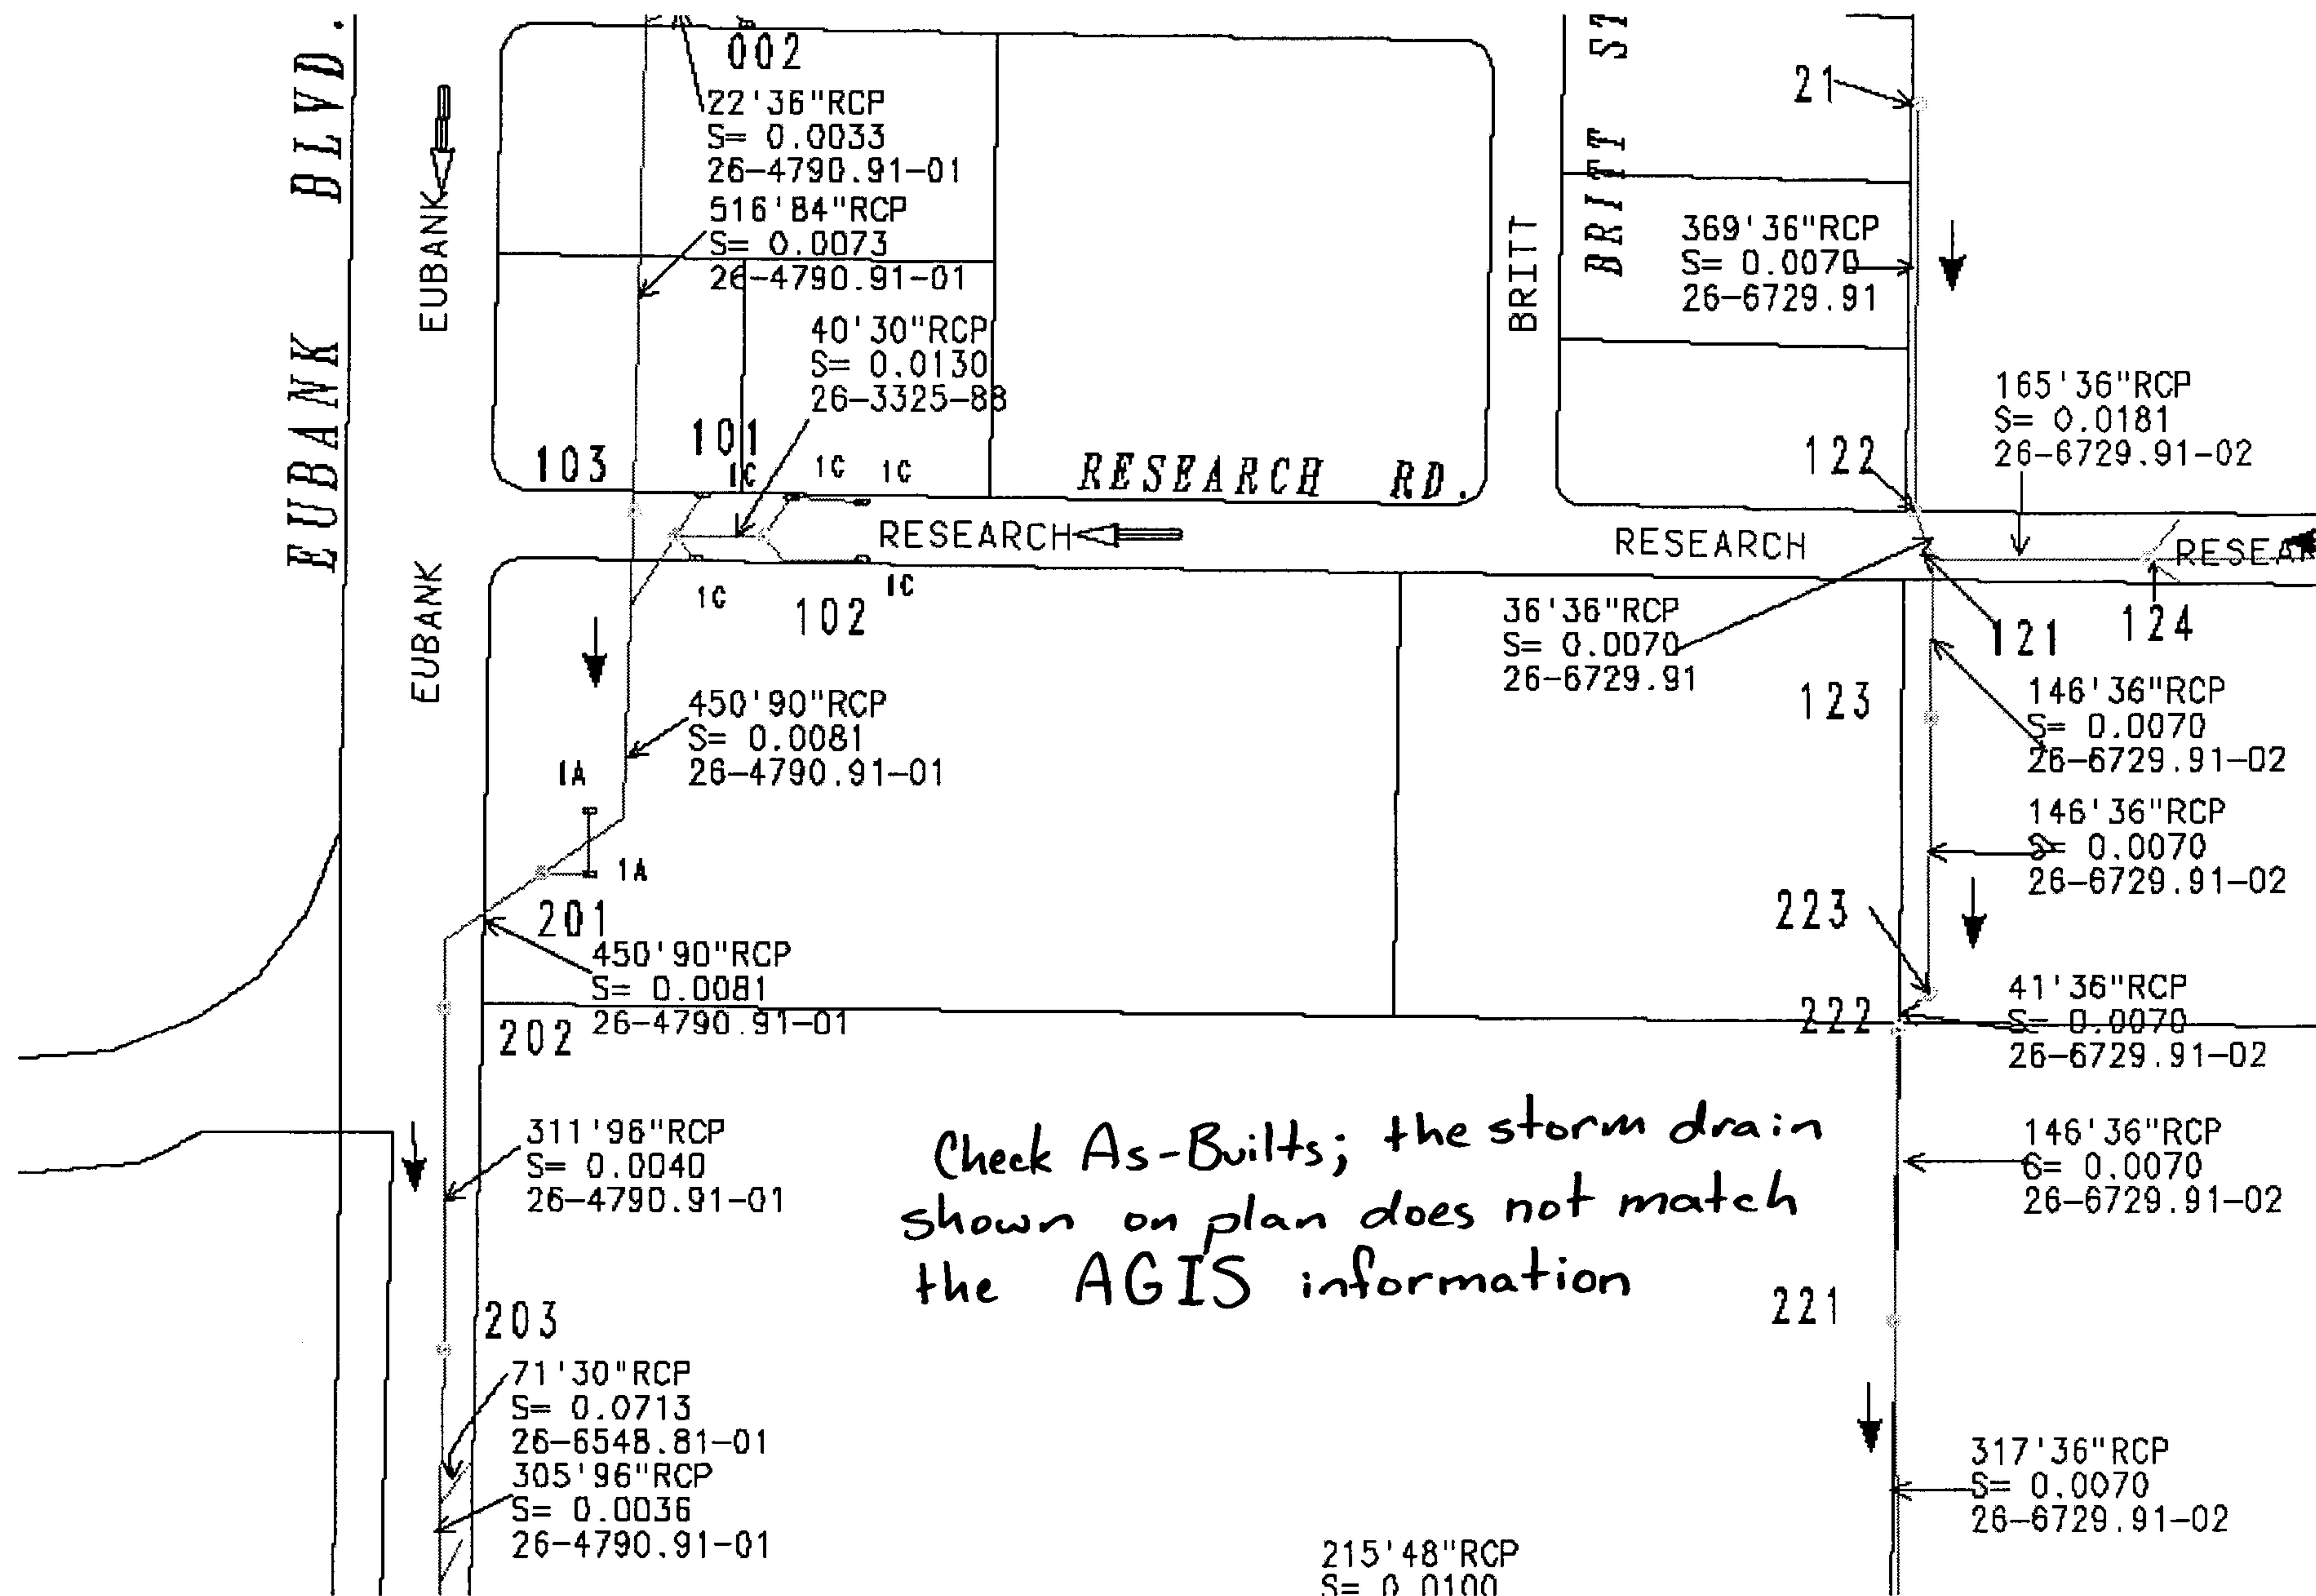 EUBANK BLVD.
EUBANK
EUBANK
002
22'36"RCP
S= 0.0033
26-4790.91-01
516'84"RCP
S= 0.0073
26-4790.91-01
40'30"RCP
S= 0.0130
26-3325-88
103
101
1C
1C
1C
RESEARCH RD.
RESEARCH
1C
1C
102
BRITT
BRITT ST
21
369'36"RCP
S= 0.0070
26-6729.91
165'36"RCP
S= 0.0181
26-6729.91-02
122
RESEARCH
RESEAR
36'36"RCP
S= 0.0070
26-6729.91
121
124
123
146'36"RCP
S= 0.0070
26-6729.91-02
146'36"RCP
S= 0.0070
26-6729.91-02
450'90"RCP
S= 0.0081
26-4790.91-01
1A
1A
201
450'90"RCP
S= 0.0081
26-4790.91-01
202
223
222
41'36"RCP
S= 0.0070
26-6729.91-02
311'96"RCP
S= 0.0040
26-4790.91-01
Check As-Builts; the storm drain
shown on plan does not match
the AGIS information
146'36"RCP
S= 0.0070
26-6729.91-02
203
221
71'30"RCP
S= 0.0713
26-6548.81-01
305'96"RCP
S= 0.0036
26-4790.91-01
317'36"RCP
S= 0.0070
26-6729.91-02
215'48"RCP
S= 0.0100